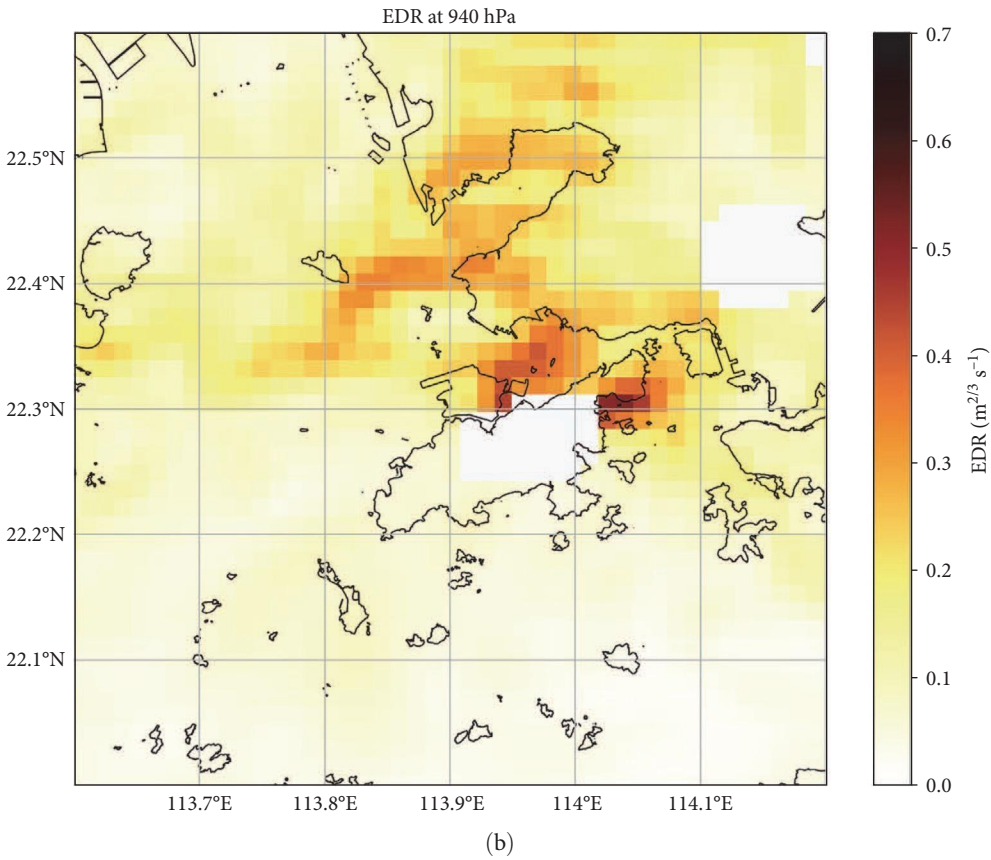 EDR at 940 hPa
22.5°N
22.4°N
22.3°N
22.2°N
22.1°N
113.7°E
113.8°E
113.9°E
114°E
114.1°E
0.7
0.6
0.5
0.4
0.3
0.2
0.1
0.0
EDR (m^{2/3} s^{−1})
(b)